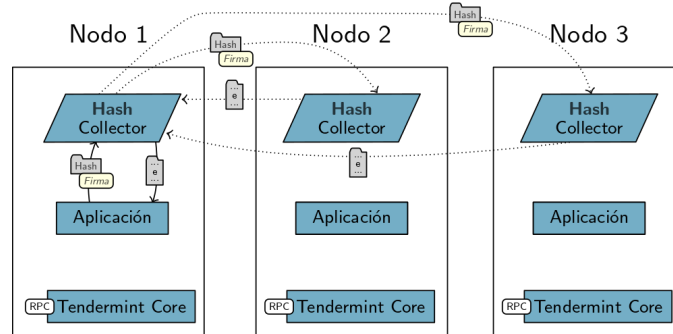 Hash
Firma
Nodo 1
Nodo 2
Nodo 3
Hash
Firma
...
e
...
Hash
Collector
Hash
Collector
Hash
Collector
Hash
Firma
...
e
...
...
e
...
Aplicación
Aplicación
Aplicación
RPC
Tendermint Core
RPC
Tendermint Core
RPC
Tendermint Core